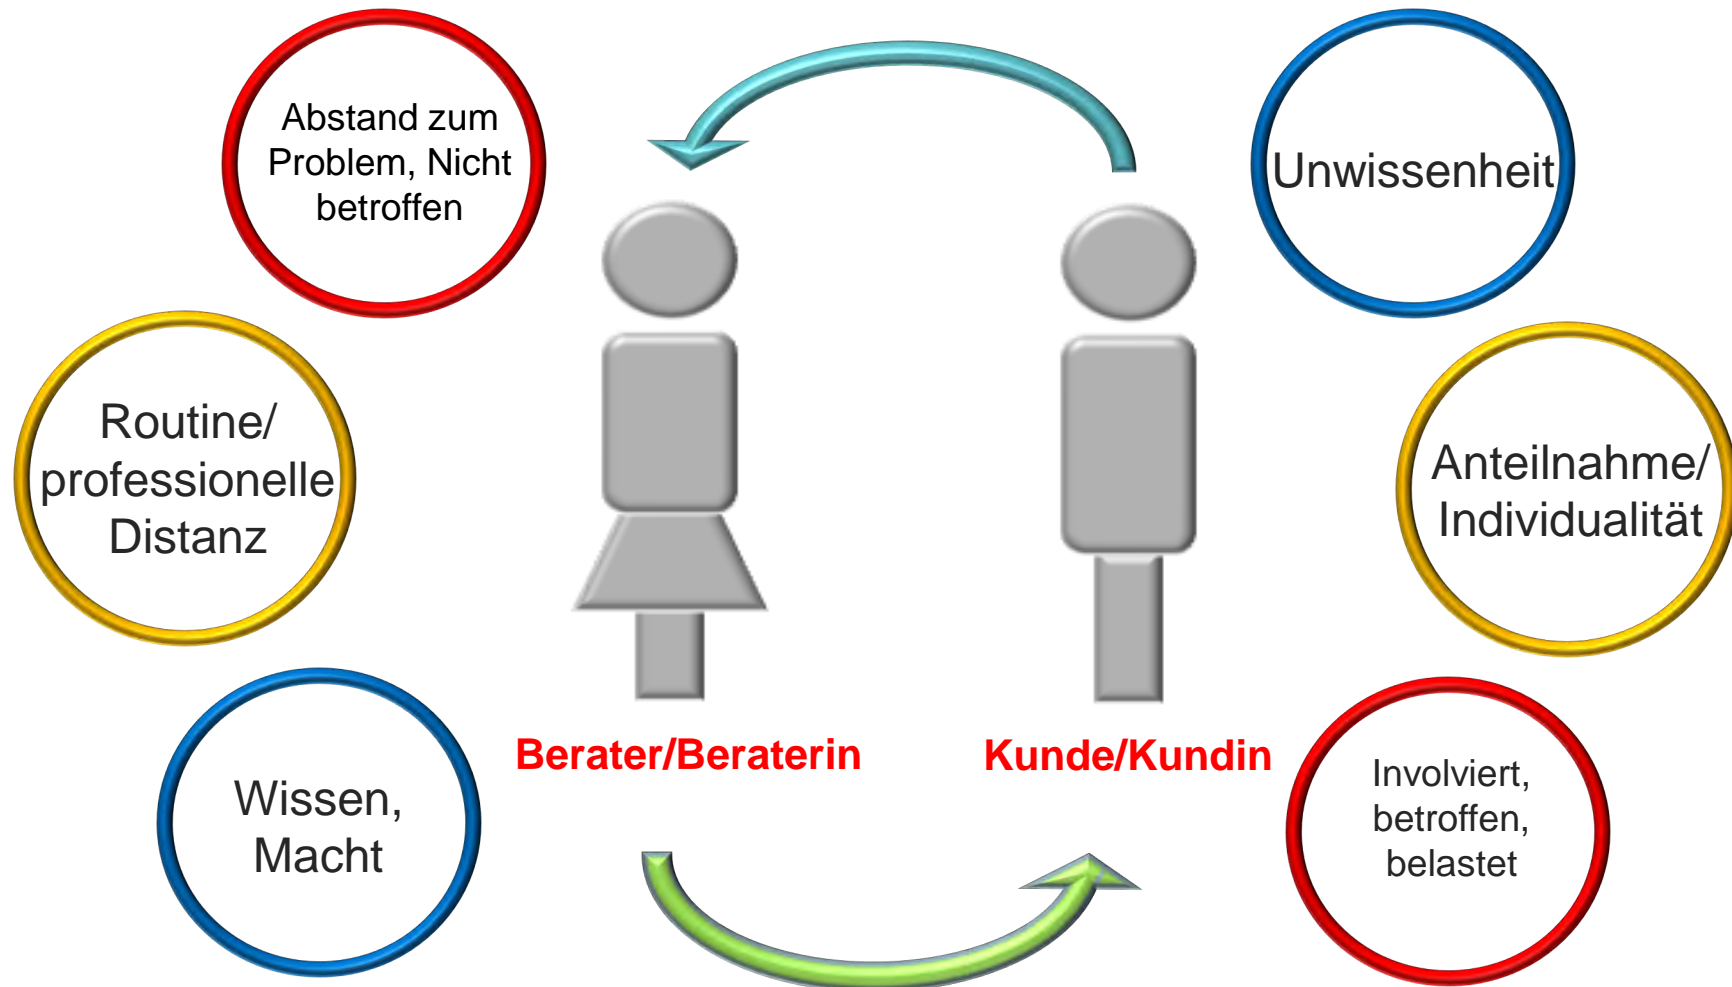 Abstand zum
Problem, Nicht
betroffen
Routine/
professionelle
Distanz
Wissen,
Macht
Berater/Beraterin
Kunde/Kundin
Unwissenheit
Anteilnahme/
Individualität
Involviert,
betroffen,
belastet